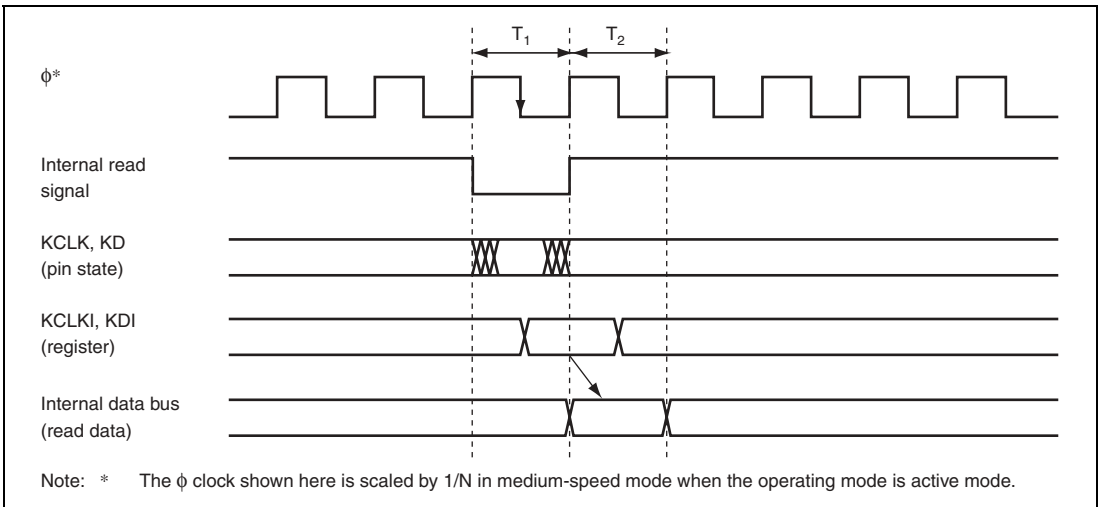 T1 T2
ϕ*
Internal read
signal
KCLK, KD
(pin state)
KCLKI, KDI
(register)
Internal data bus
(read data)
Note: * The ϕ clock shown here is scaled by 1/N in medium-speed mode when the operating mode is active mode.